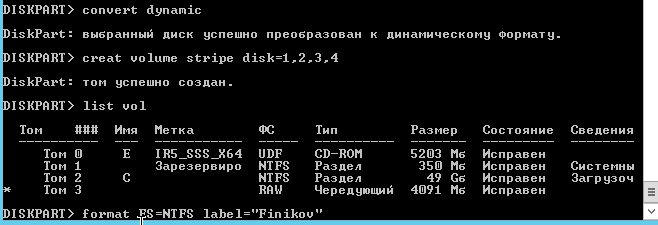 DISKPART> convert dynamic
DiskPart: выбранный диск успешно преобразован к динамическому формату.
DISKPART> creat volume stripe disk=1,2,3,4
DiskPart: том успешно создан.
DISKPART> list vol
Том ### Имя Метка ФС Тип Размер Состояние Сведения
---------- --- ----------- ----- ---------- ------- --------- --------
Том 0 E IR5_SSS_X64 UDF CD-ROM 5203 Мб Исправен
Том 1 Зарезервиро NTFS Раздел 350 Мб Исправен Системны
Том 2 C NTFS Раздел 49 Gб Исправен Загрузоч
* Том 3 RAW Чередующий 4091 Мб Исправен
DISKPART> format FS=NTFS label="Finikov"